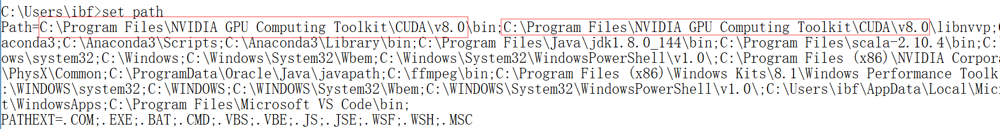 C:\Users\ibf>set path
Path=C:\Program Files\NVIDIA GPU Computing Toolkit\CUDA\v8.0\bin;C:\Program Files\NVIDIA GPU Computing Toolkit\CUDA\v8.0\libnvvp;C
aconda3;C:\Anaconda3\Scripts;C:\Anaconda3\Library\bin;C:\Program Files\Java\jdk1.8.0_144\bin;C:\Program Files\scala-2.10.4\bin;C:
ows\system32;C:\Windows;C:\Windows\System32\Wbem;C:\Windows\System32\WindowsPowerShell\v1.0\;C:\Program Files (x86)\NVIDIA Corpora
\PhysX\Common;C:\ProgramData\Oracle\Java\javapath;C:\ffmpeg\bin;C:\Program Files (x86)\Windows Kits\8.1\Windows Performance Toolk
:\WINDOWS\system32;C:\WINDOWS;C:\WINDOWS\System32\Wbem;C:\WINDOWS\System32\WindowsPowerShell\v1.0\;C:\Users\ibf\AppData\Local\Mic
t\WindowsApps;C:\Program Files\Microsoft VS Code\bin;
PATHEXT=.COM;.EXE;.BAT;.CMD;.VBS;.VBE;.JS;.JSE;.WSF;.WSH;.MSC